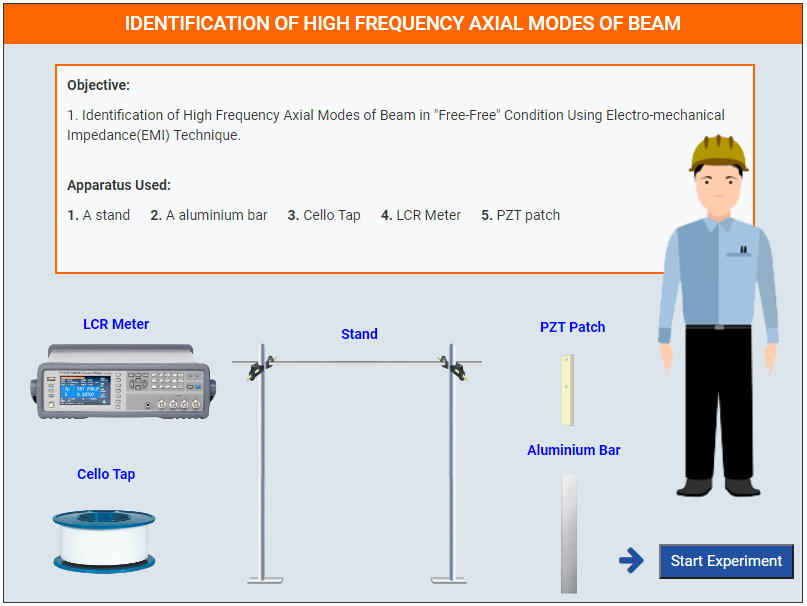 IDENTIFICATION OF HIGH FREQUENCY AXIAL MODES OF BEAM
Objective:
1. Identification of High Frequency Axial Modes of Beam in "Free-Free" Condition Using Electro-mechanical
Impedance(EMI) Technique.
Apparatus Used:
1. A stand 2. A aluminium bar 3. Cello Tap 4. LCR Meter 5. PZT patch
LCR Meter
Stand
PZT Patch
Aluminium Bar
Cello Tap
Start Experiment